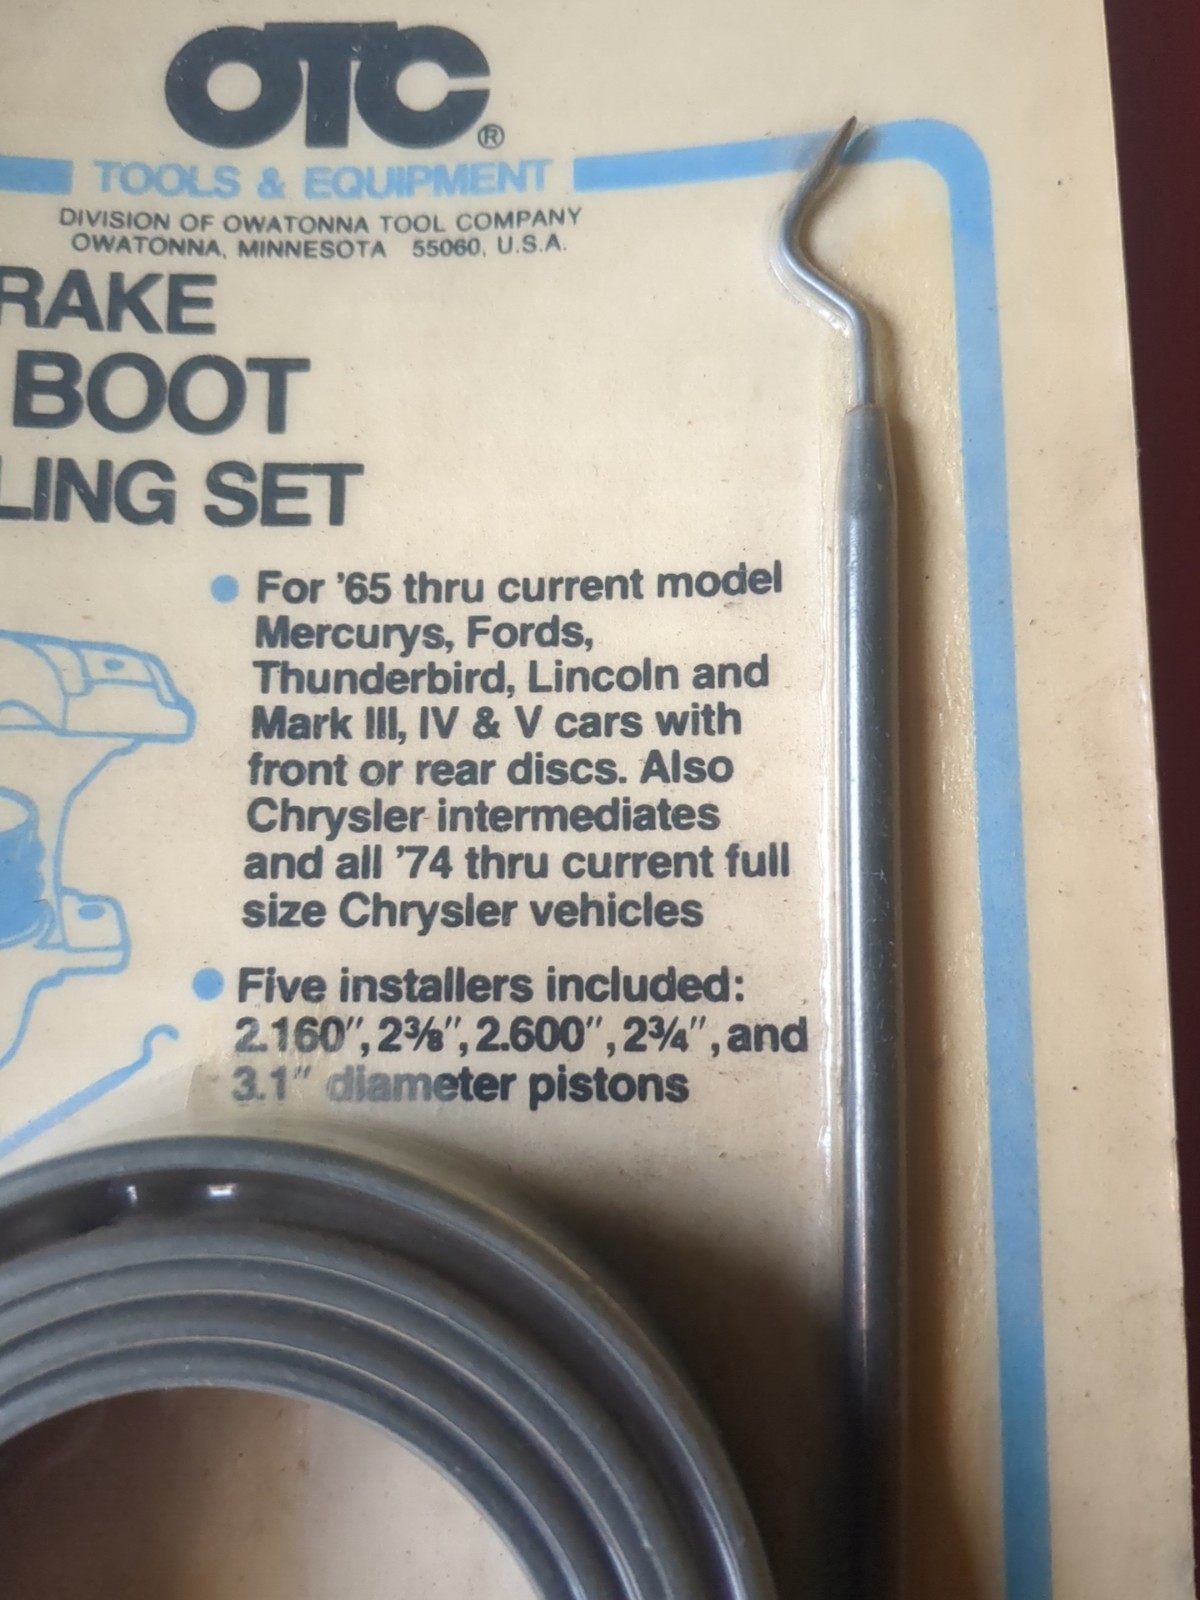 OTC®
TOOLS & EQUIPMENT
DIVISION OF OWATONNA TOOL COMPANY
OWATONNA, MINNESOTA 55060, U.S.A.
RAKE
BOOT
LING SET
For '65 thru current model
Mercurys, Fords,
Thunderbird, Lincoln and
Mark III, IV & V cars with
front or rear discs. Also
Chrysler intermediates
and all '74 thru current full
size Chrysler vehicles
Five installers included:
2.160", 2⅜", 2.600", 2¾", and
3.1" diameter pistons